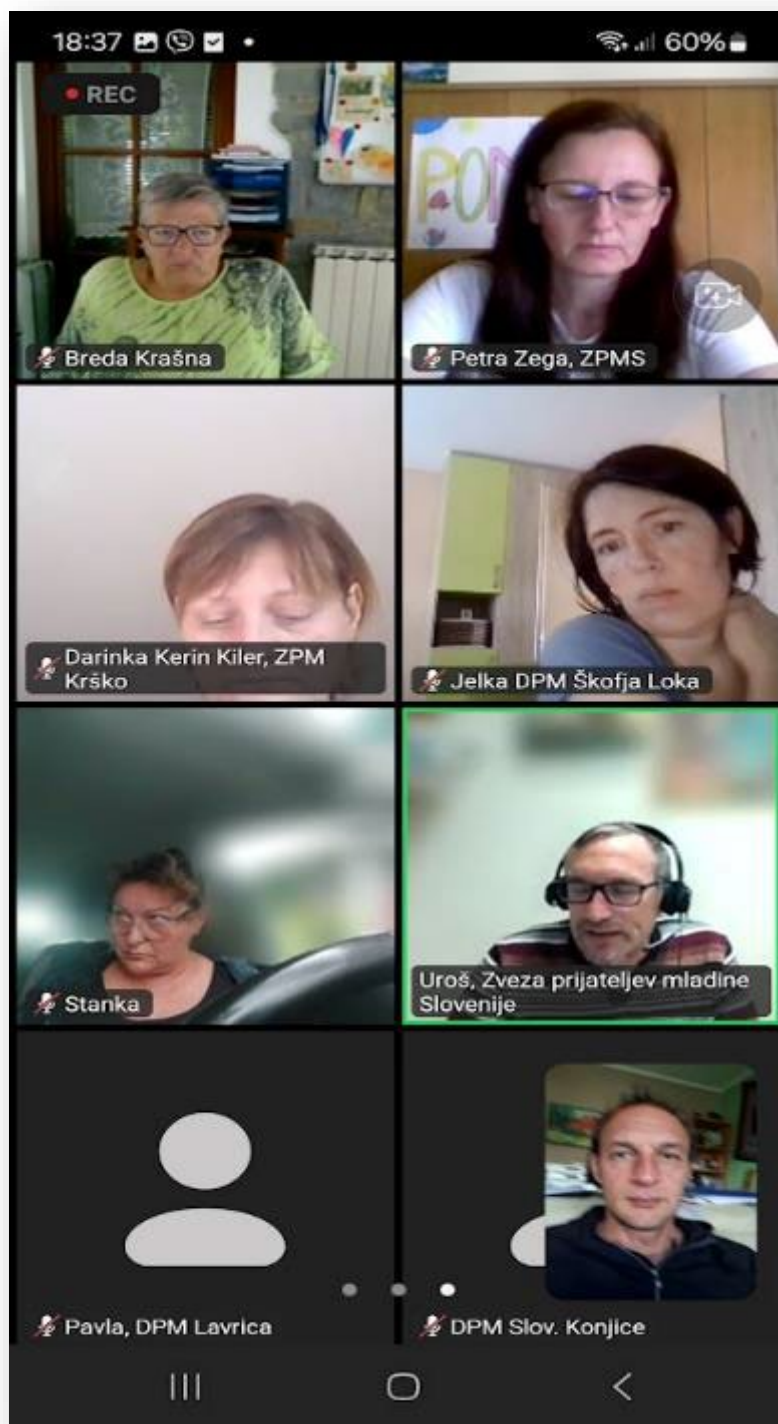 18:37
60%
REC
PON
Breda Krašna
Petra Zega, ZPMS
Darinka Kerin Kiler, ZPM
Krško
Jelka DPM Škofja Loka
Stanka
Uroš, Zveza prijateljev mladine
Slovenije
Pavla, DPM Lavrica
DPM Slov. Konjice